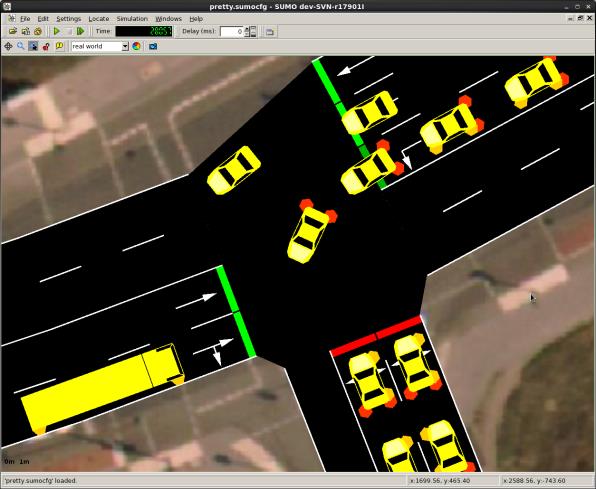 pretty.sumocfg - SUMO dev-SVN-r17901I
File Edit Settings Locate Simulation Windows Help
Time: Delay (ms): 0
real world
0m 1m
'pretty.sumocfg' loaded. x:1699.56, y:465.40 x:2588.56, y:-743.60